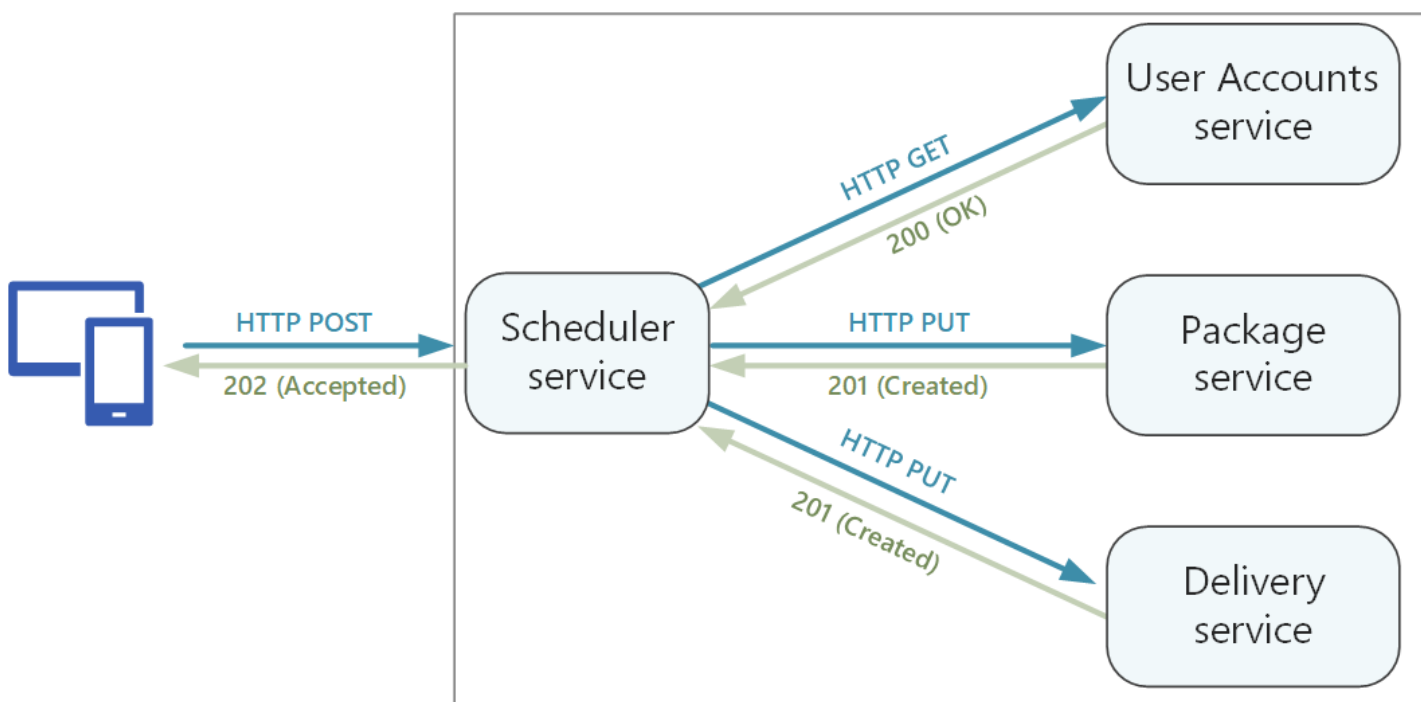 User Accounts
service
HTTP GET
200 (OK)
HTTP POST
202 (Accepted)
Scheduler
service
HTTP PUT
201 (Created)
Package
service
HTTP PUT
201 (Created)
Delivery
service